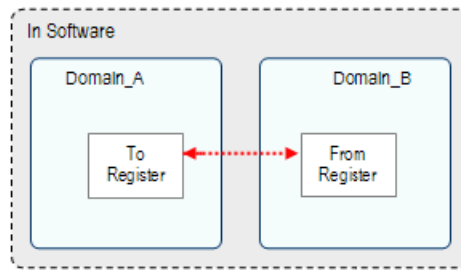 In Software
Domain_A
Domain_B
To
Register
From
Register